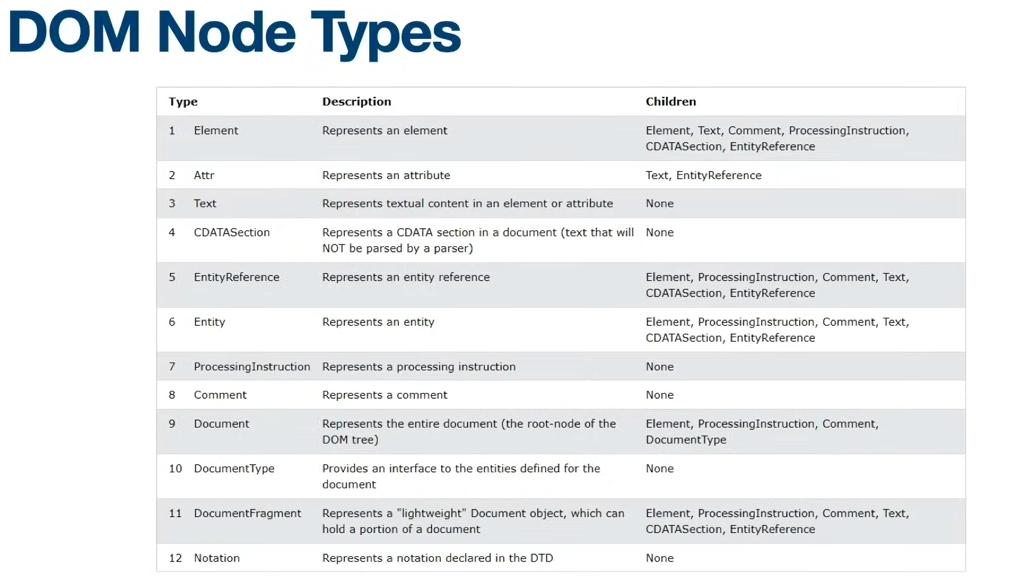 DOM Node Types
Type Description Children
1 Element Represents an element Element, Text, Comment, ProcessingInstruction,
CDATASection, EntityReference
2 Attr Represents an attribute Text, EntityReference
3 Text Represents textual content in an element or attribute None
4 CDATASection Represents a CDATA section in a document (text that will None
NOT be parsed by a parser)
5 EntityReference Represents an entity reference Element, ProcessingInstruction, Comment, Text,
CDATASection, EntityReference
6 Entity Represents an entity Element, ProcessingInstruction, Comment, Text,
CDATASection, EntityReference
7 ProcessingInstruction Represents a processing instruction None
8 Comment Represents a comment None
9 Document Represents the entire document (the root-node of the Element, ProcessingInstruction, Comment,
DOM tree) DocumentType
10 DocumentType Provides an interface to the entities defined for the None
document
11 DocumentFragment Represents a "lightweight" Document object, which can Element, ProcessingInstruction, Comment, Text,
hold a portion of a document CDATASection, EntityReference
12 Notation Represents a notation declared in the DTD None